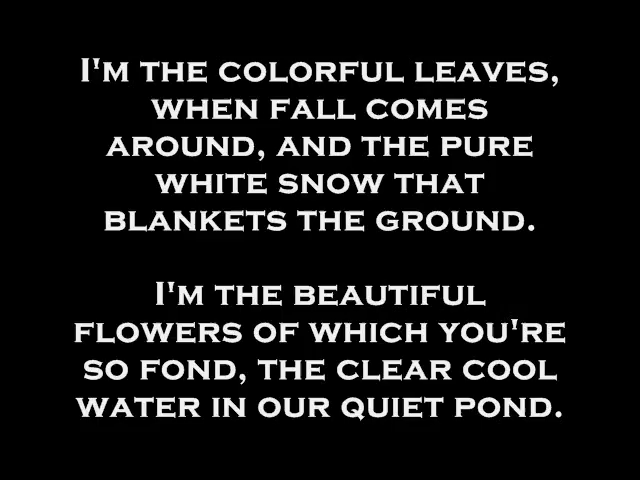 I'M THE COLORFUL LEAVES,
WHEN FALL COMES
AROUND, AND THE PURE
WHITE SNOW THAT
BLANKETS THE GROUND.
I'M THE BEAUTIFUL
FLOWERS OF WHICH YOU'RE
SO FOND, THE CLEAR COOL
WATER IN OUR QUIET POND.